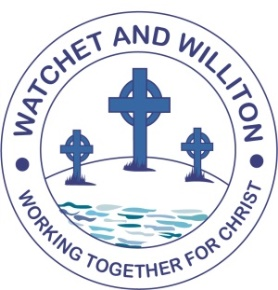 WATCHET AND WILLITON
WORKING TOGETHER FOR CHRIST